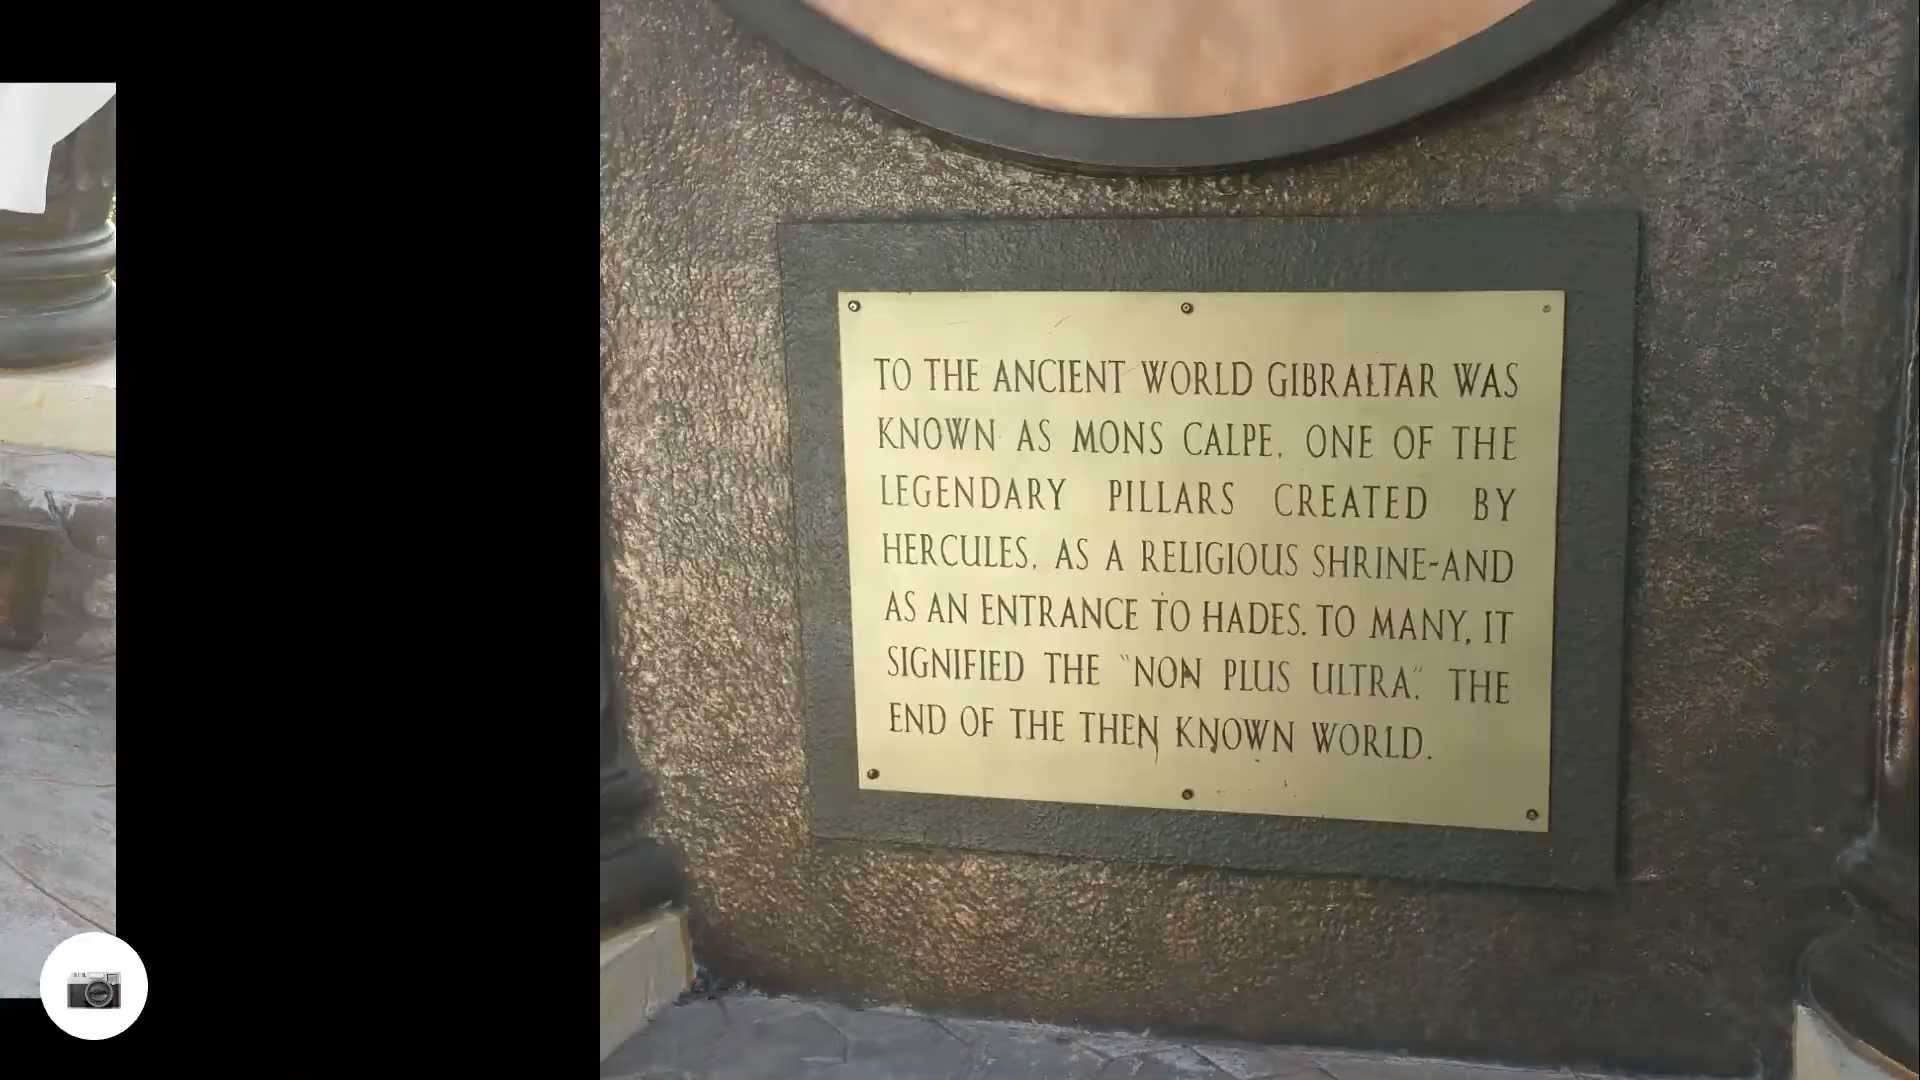 TO THE ANCIENT WORLD GIBRALTAR WAS
KNOWN AS MONS CALPE, ONE OF THE
LEGENDARY PILLARS CREATED BY
HERCULES, AS A RELIGIOUS SHRINE-AND
AS AN ENTRANCE TO HADES. TO MANY, IT
SIGNIFIED THE "NON PLUS ULTRA," THE
END OF THE THEN KNOWN WORLD.